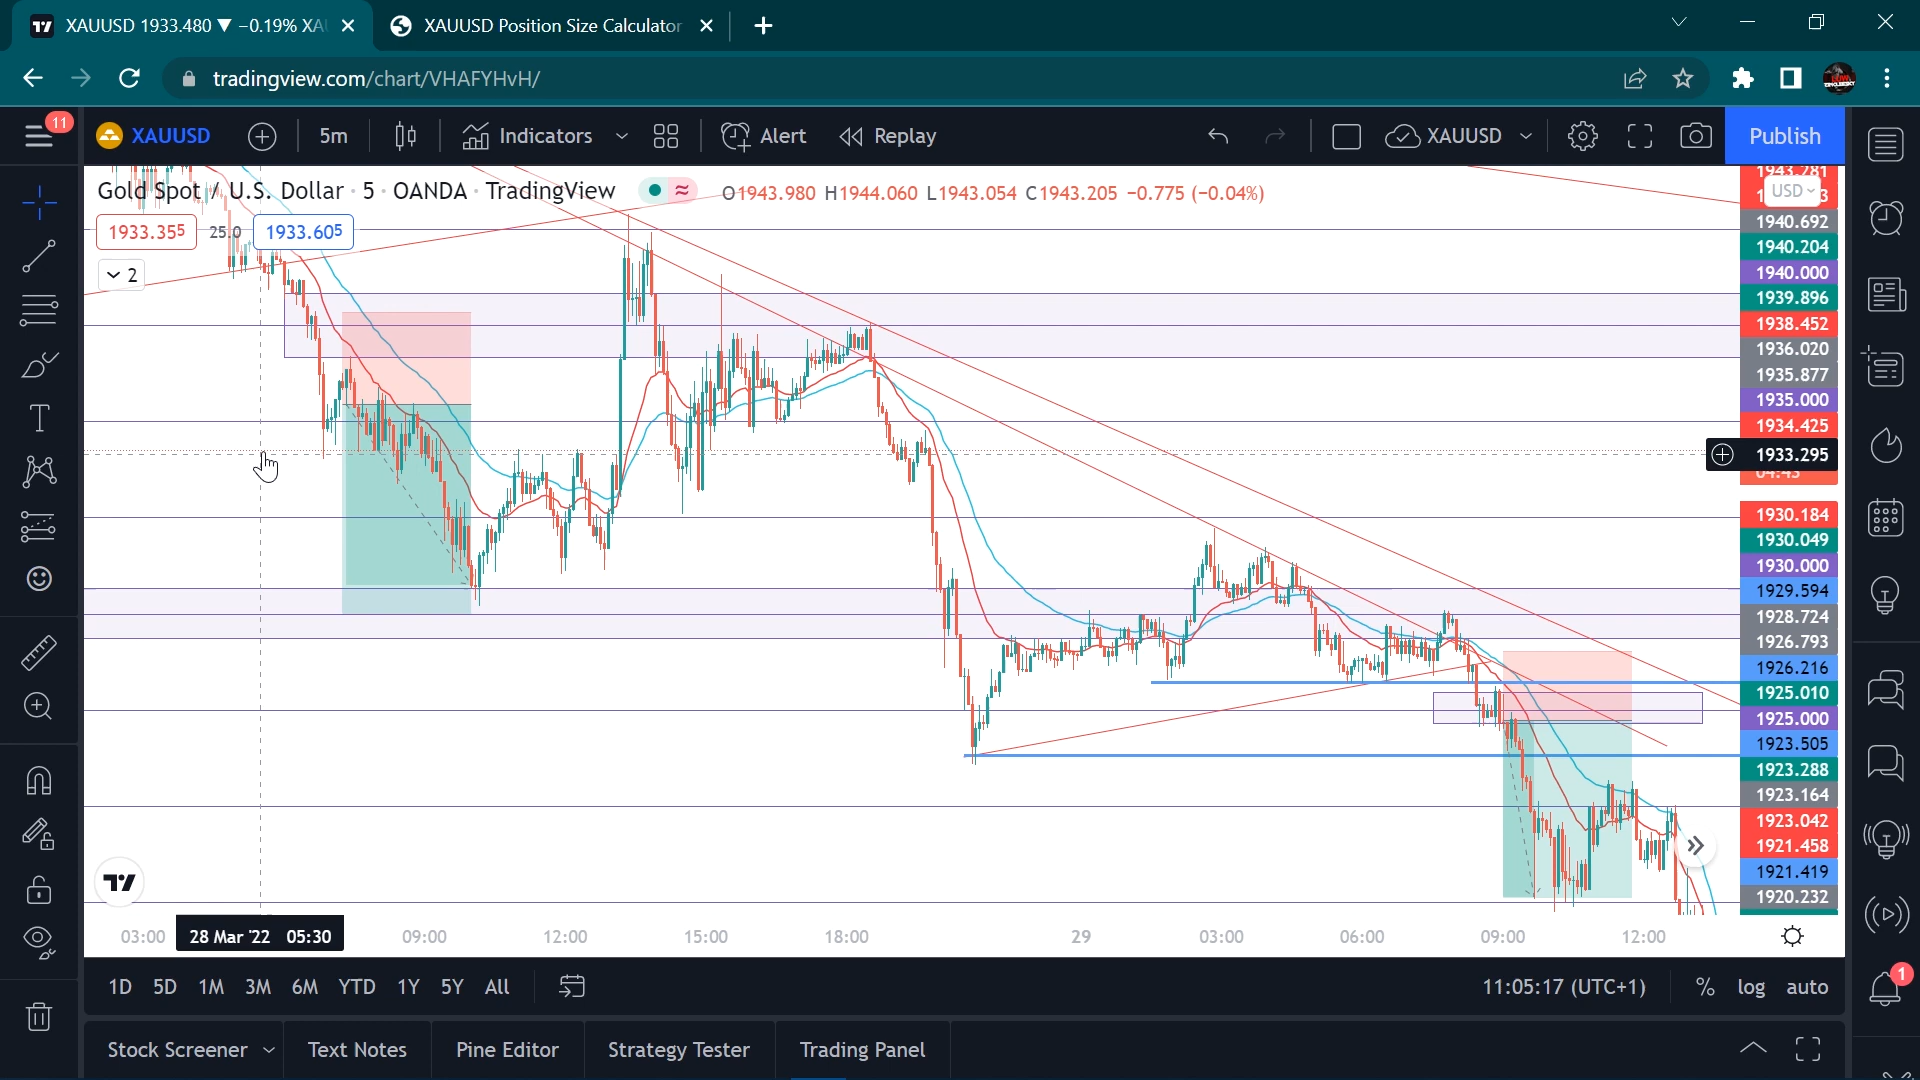 XAUUSD 1933.480 ▼ −0.19% XAU
XAUUSD Position Size Calculator
tradingview.com/chart/VHAFYHvH/
11
XAUUSD
5m
Indicators
Alert
Replay
XAUUSD
Publish
Gold Spot / U.S. Dollar · 5 · OANDA · TradingView
O1943.980 H1944.060 L1943.054 C1943.205 −0.775 (−0.04%)
1933.355
25.0
1933.605
2
1943.281
USD
1940.692
1940.204
1940.000
1939.896
1938.452
1936.020
1935.877
1935.000
1934.425
1933.295
04:43
1930.184
1930.049
1930.000
1929.594
1928.724
1926.793
1926.216
1925.010
1925.000
1923.505
1923.288
1923.164
1923.042
1921.458
1921.419
1920.232
03:00
28 Mar '22 05:30
09:00
12:00
15:00
18:00
29
03:00
06:00
09:00
12:00
1D 5D 1M 3M 6M YTD 1Y 5Y All
11:05:17 (UTC+1)
% log auto
1
Stock Screener
Text Notes
Pine Editor
Strategy Tester
Trading Panel